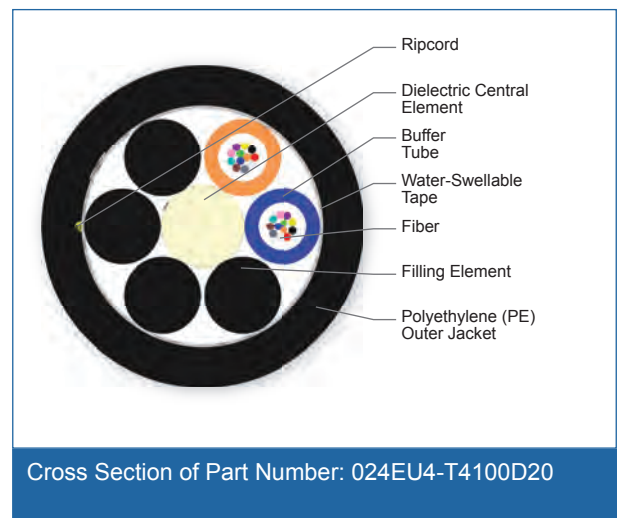 Ripcord
Dielectric Central
Element
Buffer
Tube
Water-Swellable
Tape
Fiber
Filling Element
Polyethylene (PE)
Outer Jacket
Cross Section of Part Number: 024EU4-T4100D20